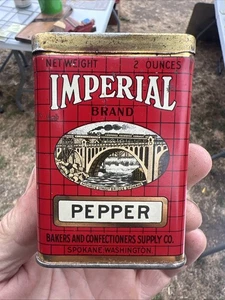 NET WEIGHT 2 OUNCES
IMPERIAL
BRAND
PEPPER
BAKERS AND CONFECTIONERS SUPPLY CO.
SPOKANE, WASHINGTON